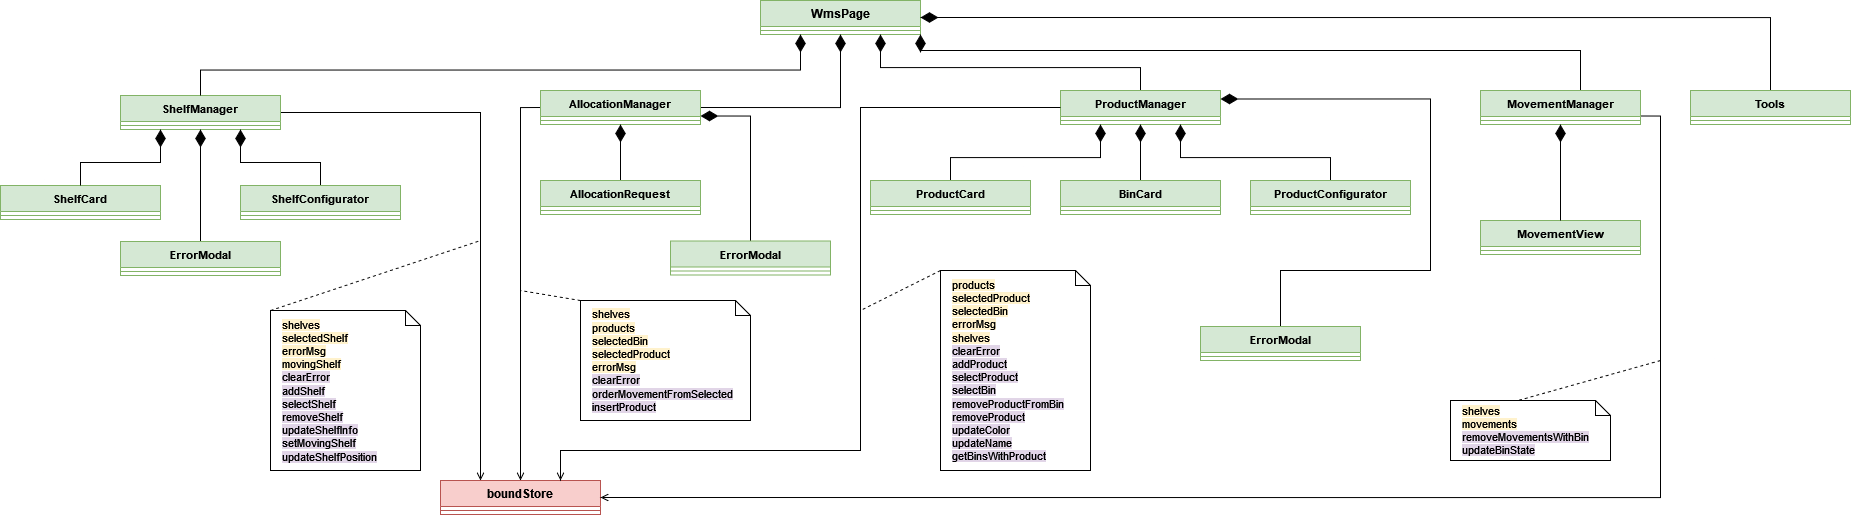 WmsPage
ShelfManager
AllocationManager
ProductManager
MovementManager
Tools
ShelfCard
ShelfConfigurator
AllocationRequest
ProductCard
BinCard
ProductConfigurator
MovementView
ErrorModal
ErrorModal
ErrorModal
shelves
selectedShelf
errorMsg
movingShelf
clearError
addShelf
selectShelf
removeShelf
updateShelfInfo
setMovingShelf
updateShelfPosition
shelves
products
selectedBin
selectedProduct
errorMsg
clearError
orderMovementFromSelected
insertProduct
products
selectedProduct
selectedBin
errorMsg
shelves
clearError
addProduct
selectProduct
selectBin
removeProductFromBin
removeProduct
updateColor
updateName
getBinsWithProduct
shelves
movements
removeMovementsWithBin
updateBinState
boundStore